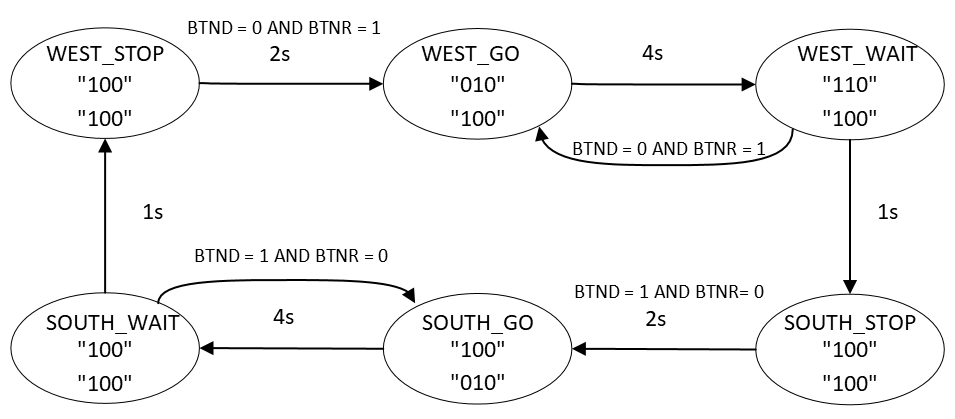 BTND = 0 AND BTNR = 1
2s
4s
WEST_STOP
"100"
"100"
WEST_GO
"010"
"100"
WEST_WAIT
"110"
"100"
BTND = 0 AND BTNR = 1
1s
1s
BTND = 1 AND BTNR = 0
4s
BTND = 1 AND BTNR= 0
2s
SOUTH_WAIT
"100"
"100"
SOUTH_GO
"100"
"010"
SOUTH_STOP
"100"
"100"